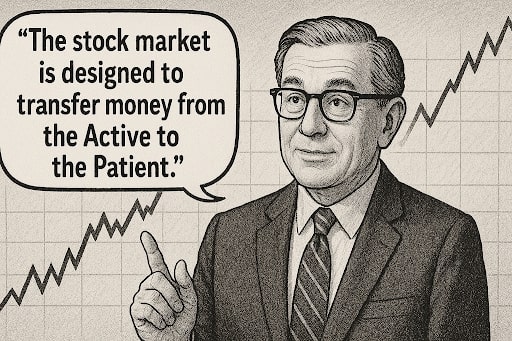 “The stock market
is designed to
transfer money from
the Active to
the Patient.”